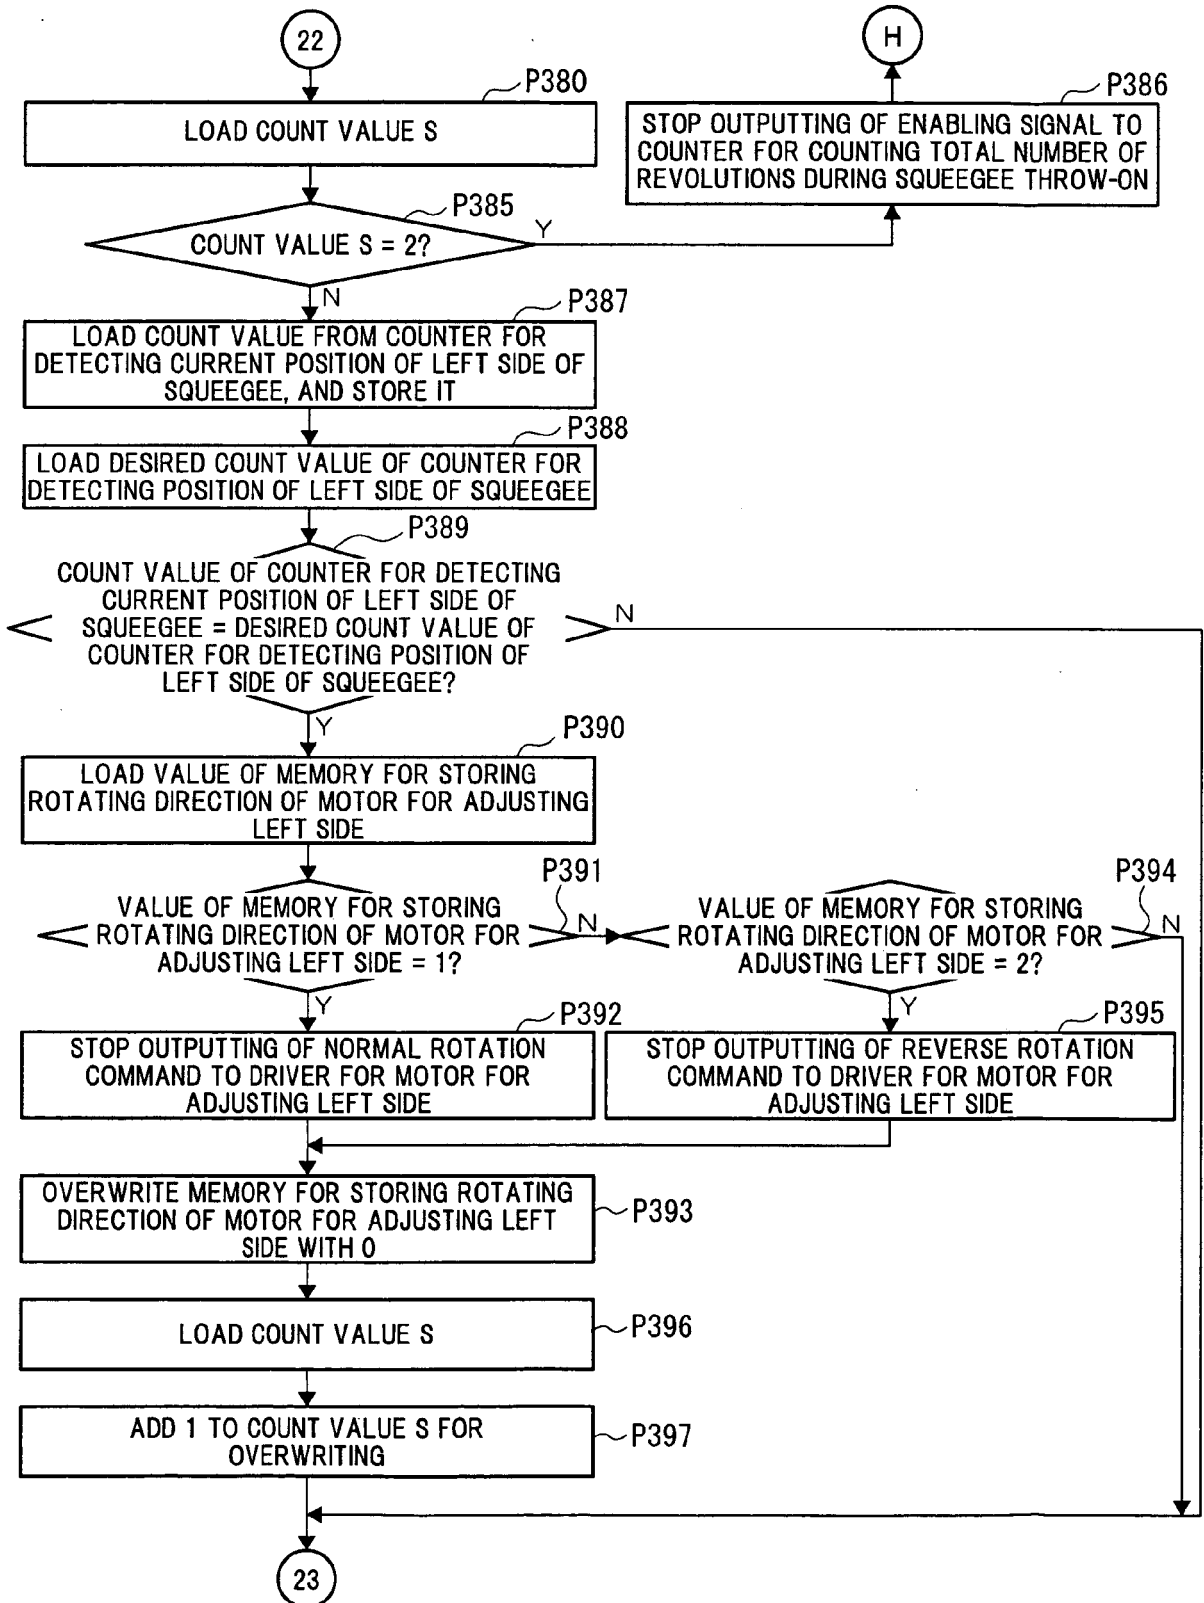 22
H
P380
LOAD COUNT VALUE S
P386
STOP OUTPUTTING OF ENABLING SIGNAL TO
COUNTER FOR COUNTING TOTAL NUMBER OF
REVOLUTIONS DURING SQUEEGEE THROW-ON
P385
COUNT VALUE S = 2?
Y
N
P387
LOAD COUNT VALUE FROM COUNTER FOR
DETECTING CURRENT POSITION OF LEFT SIDE OF
SQUEEGEE, AND STORE IT
P388
LOAD DESIRED COUNT VALUE OF COUNTER FOR
DETECTING POSITION OF LEFT SIDE OF SQUEEGEE
P389
COUNT VALUE OF COUNTER FOR DETECTING
CURRENT POSITION OF LEFT SIDE OF
SQUEEGEE = DESIRED COUNT VALUE OF
COUNTER FOR DETECTING POSITION OF
LEFT SIDE OF SQUEEGEE?
N
Y
P390
LOAD VALUE OF MEMORY FOR STORING
ROTATING DIRECTION OF MOTOR FOR ADJUSTING
LEFT SIDE
P391
VALUE OF MEMORY FOR STORING
ROTATING DIRECTION OF MOTOR FOR
ADJUSTING LEFT SIDE = 1?
N
Y
P394
VALUE OF MEMORY FOR STORING
ROTATING DIRECTION OF MOTOR FOR
ADJUSTING LEFT SIDE = 2?
N
Y
P392
STOP OUTPUTTING OF NORMAL ROTATION
COMMAND TO DRIVER FOR MOTOR FOR
ADJUSTING LEFT SIDE
P395
STOP OUTPUTTING OF REVERSE ROTATION
COMMAND TO DRIVER FOR MOTOR FOR
ADJUSTING LEFT SIDE
OVERWRITE MEMORY FOR STORING ROTATING
DIRECTION OF MOTOR FOR ADJUSTING LEFT
SIDE WITH 0
P393
LOAD COUNT VALUE S
P396
ADD 1 TO COUNT VALUE S FOR
OVERWRITING
P397
23